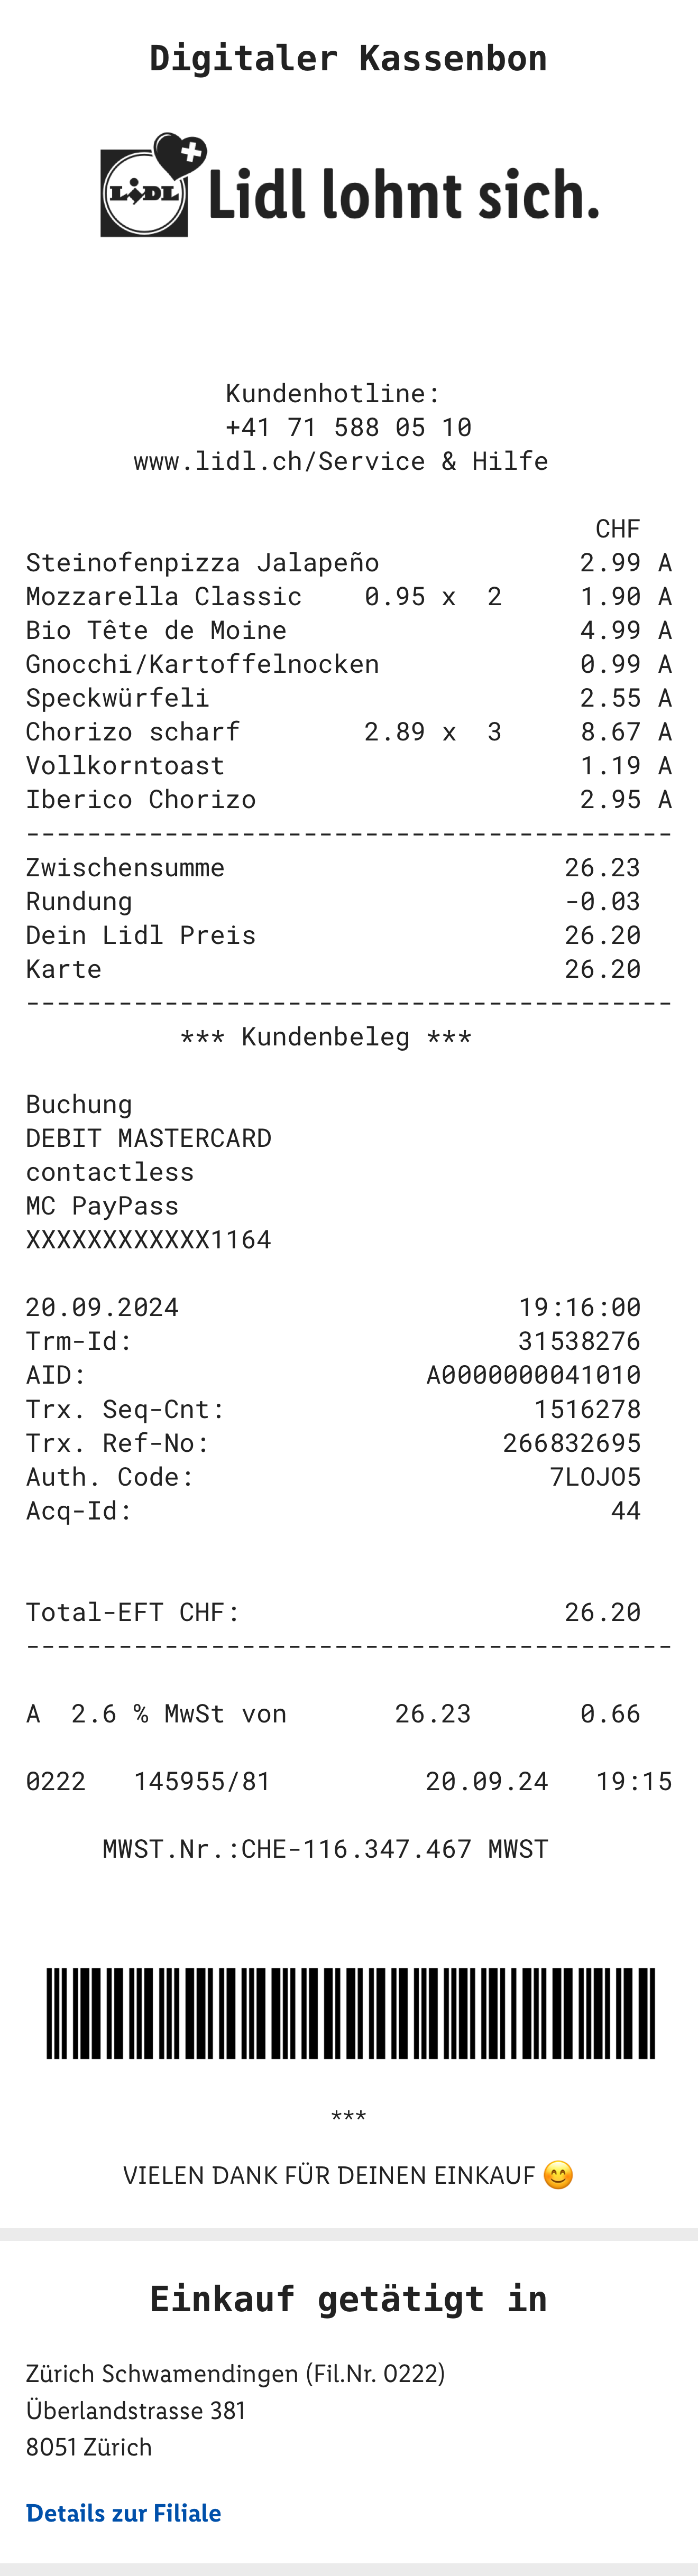 Digitaler Kassenbon
LIDL + Lidl lohnt sich.
Kundenhotline:
+41 71 588 05 10
www.lidl.ch/Service & Hilfe
CHF
Steinofenpizza Jalapeño 2.99 A
Mozzarella Classic 0.95 x 2 1.90 A
Bio Tête de Moine 4.99 A
Gnocchi/Kartoffelnocken 0.99 A
Speckwürfeli 2.55 A
Chorizo scharf 2.89 x 3 8.67 A
Vollkorntoast 1.19 A
Iberico Chorizo 2.95 A
------------------------------------------
Zwischensumme 26.23
Rundung -0.03
Dein Lidl Preis 26.20
Karte 26.20
------------------------------------------
*** Kundenbeleg ***
Buchung
DEBIT MASTERCARD
contactless
MC PayPass
XXXXXXXXXXXX1164
20.09.2024 19:16:00
Trm-Id: 31538276
AID: A0000000041010
Trx. Seq-Cnt: 1516278
Trx. Ref-No: 266832695
Auth. Code: 7LOJO5
Acq-Id: 44
Total-EFT CHF: 26.20
------------------------------------------
A 2.6 % MwSt von 26.23 0.66
0222 145955/81 20.09.24 19:15
MWST.Nr.:CHE-116.347.467 MWST
***
VIELEN DANK FÜR DEINEN EINKAUF 😊
Einkauf getätigt in
Zürich Schwamendingen (Fil.Nr. 0222)
Überlandstrasse 381
8051 Zürich
Details zur Filiale